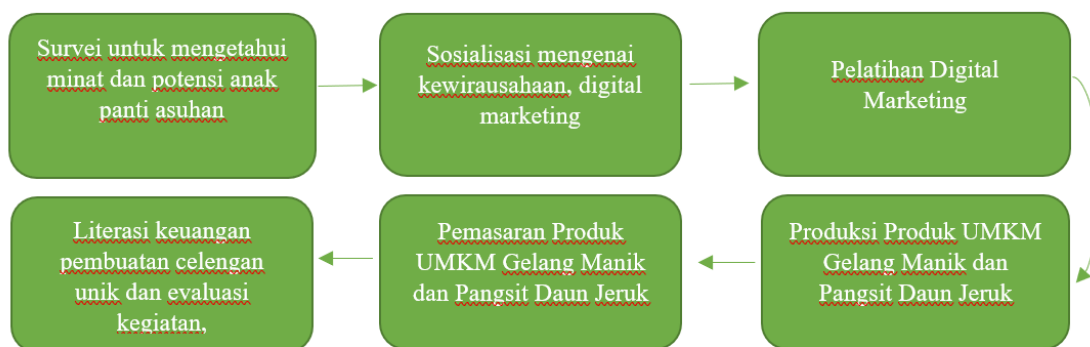 Survei untuk mengetahui
minat dan potensi anak
panti asuhan
Sosialisasi mengenai
kewirausahaan, digital
marketing
Pelatihan Digital
Marketing
Produksi Produk UMKM
Gelang Manik dan
Pangsit Daun Jeruk
Pemasaran Produk
UMKM Gelang Manik
dan Pangsit Daun Jeruk
Literasi keuangan
pembuatan celengan
unik dan evaluasi
kegiatan,